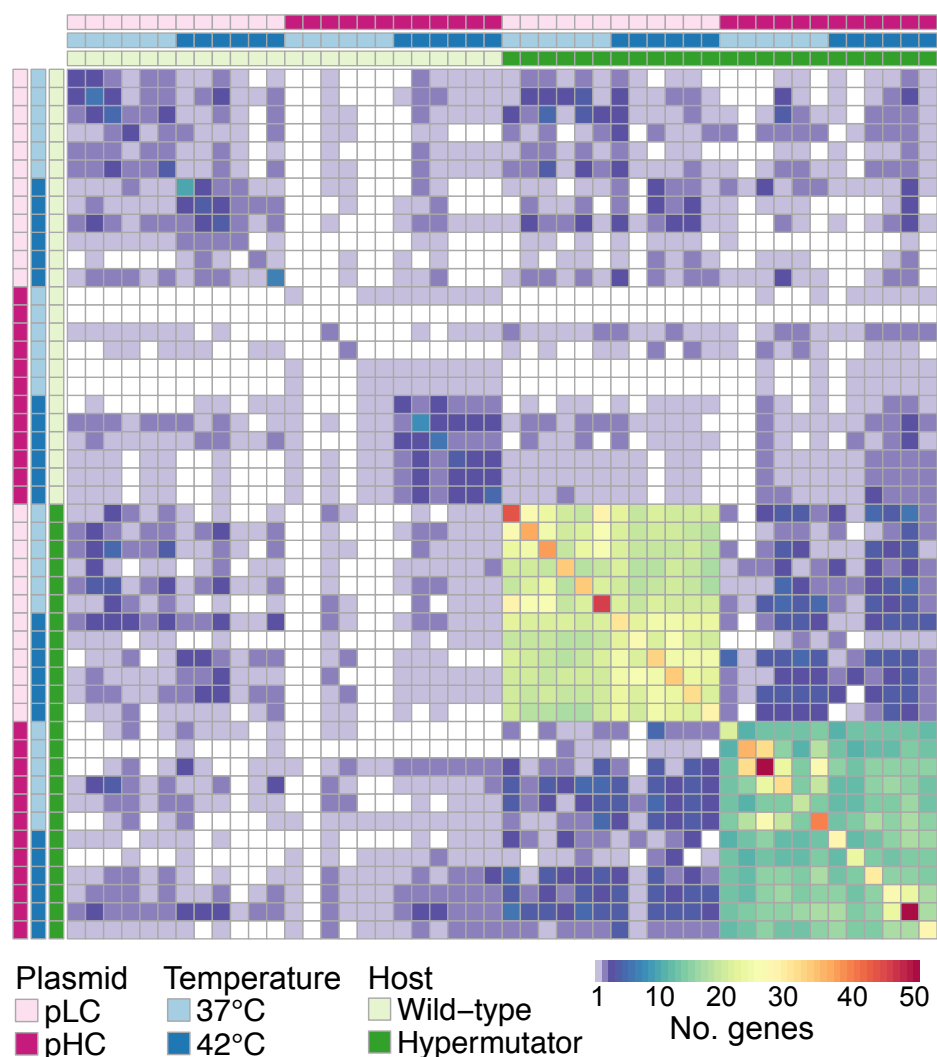 Plasmid
pLC
pHC
Temperature
37°C
42°C
Host
Wild−type
Hypermutator
1 10 20 30 40 50
No. genes